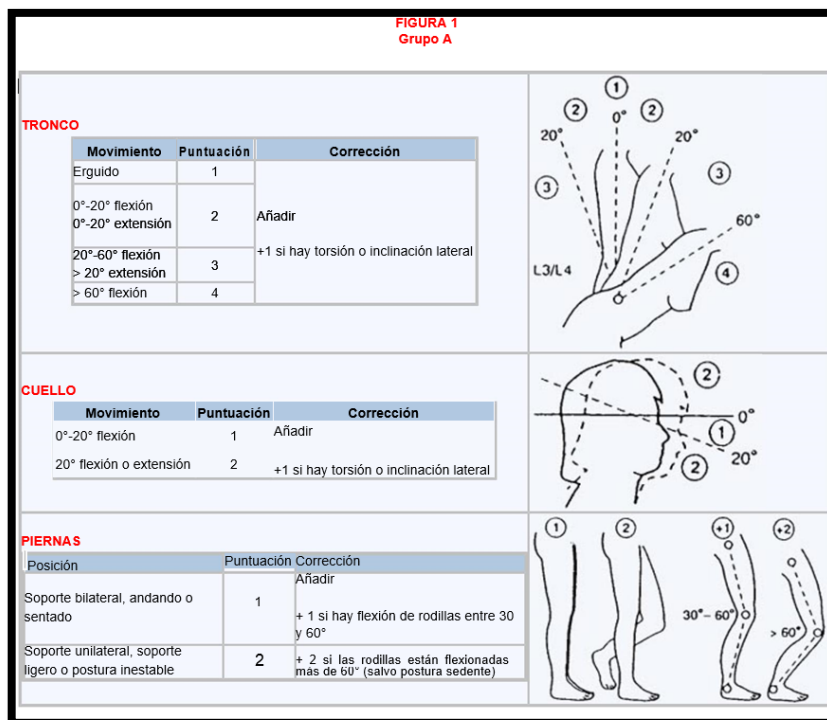 FIGURA 1
Grupo A
TRONCO
Movimiento Puntuación Corrección
Erguido 1
0°-20° flexión
0°-20° extensión
2
Añadir
+1 si hay torsión o inclinación lateral
20°-60° flexión
> 20° extensión
3
> 60° flexión 4
1
2 0° 2
20° 20°
3 3
60°
L3/L4
4
CUELLO
Movimiento Puntuación Corrección
0°-20° flexión 1 Añadir
20° flexión o extensión 2 +1 si hay torsión o inclinación lateral
2
0°
1
2 20°
PIERNAS
Posición Puntuación Corrección
Soporte bilateral, andando o
sentado
1
Añadir
+ 1 si hay flexión de rodillas entre 30
y 60°
Soporte unilateral, soporte
ligero o postura inestable
2
+ 2 si las rodillas están flexionadas
más de 60° (salvo postura sedente)
1 2 +1 +2
30°– 60° > 60°